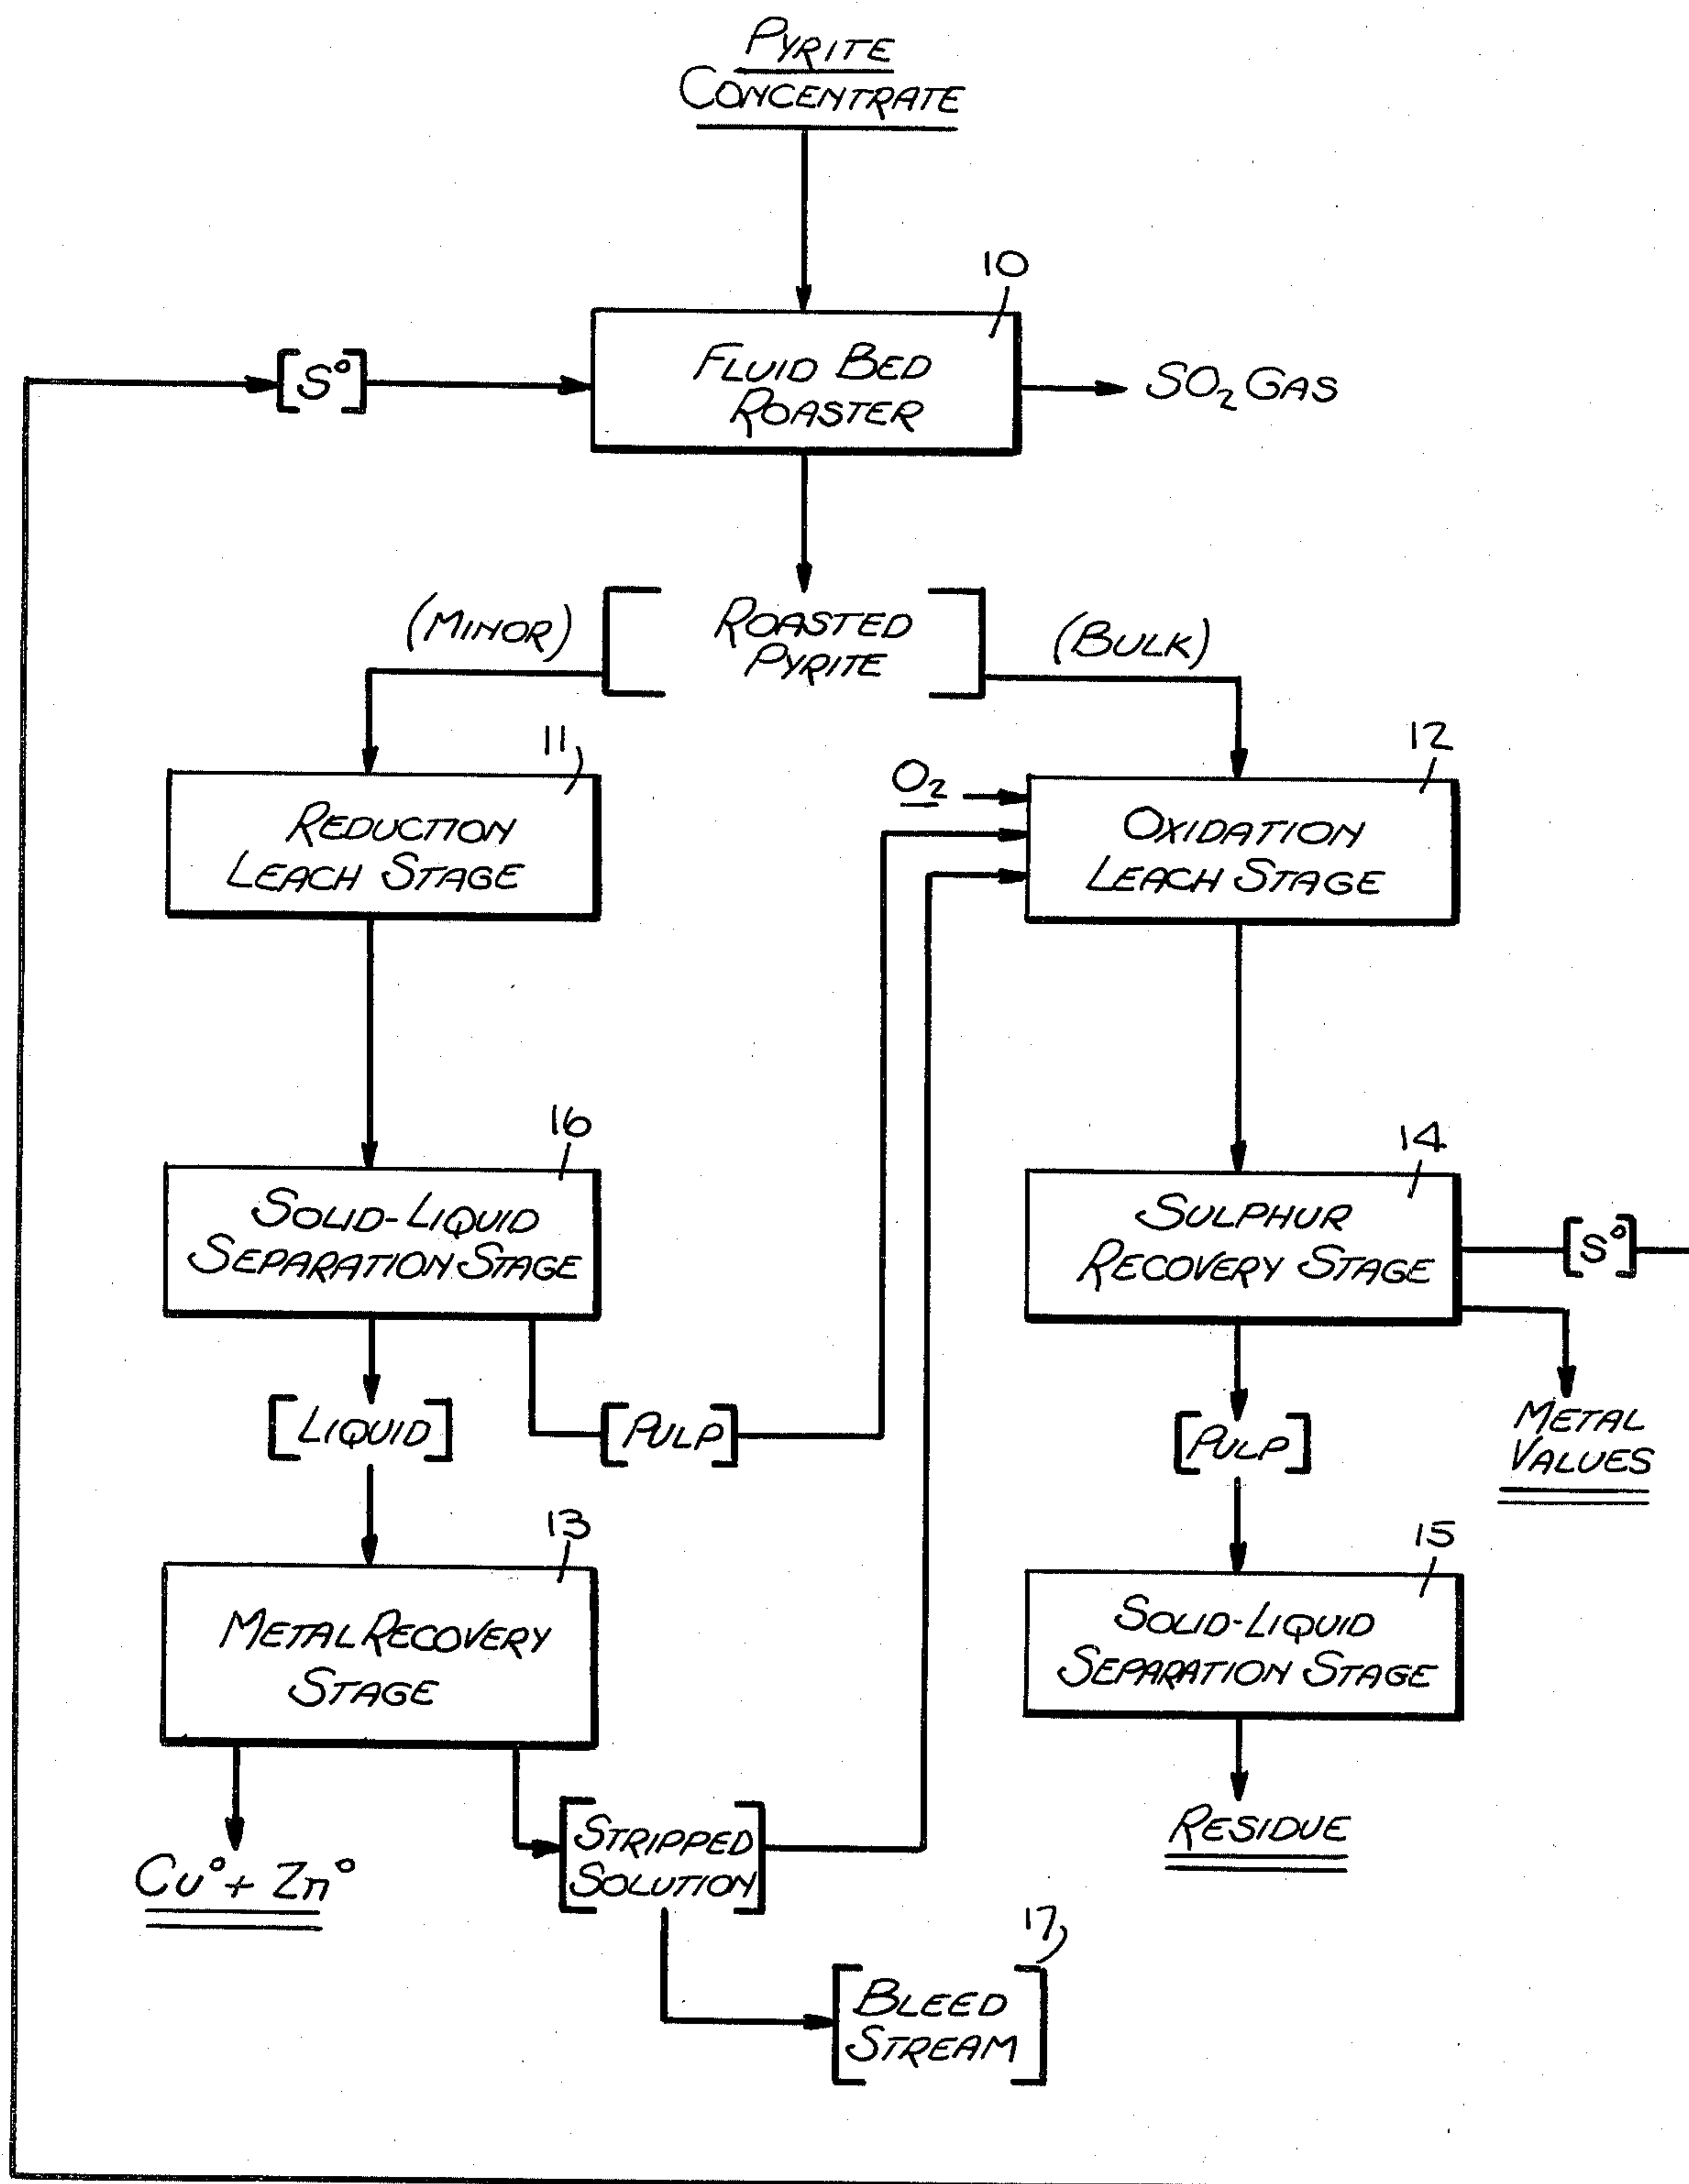 PYRITE
CONCENTRATE
10
[S°]
FLUID BED
ROASTER
SO₂ GAS
(MINOR)
[ROASTED
PYRITE]
(BULK)
11
12
O₂
REDUCTION
LEACH STAGE
OXIDATION
LEACH STAGE
16
14
SOLID-LIQUID
SEPARATION STAGE
SULPHUR
RECOVERY STAGE
[S°]
[LIQUID]
[PULP]
[PULP]
METAL
VALUES
13
15
METAL RECOVERY
STAGE
SOLID-LIQUID
SEPARATION STAGE
[STRIPPED
SOLUTION]
RESIDUE
Cu° + Zn°
17
[BLEED
STREAM]